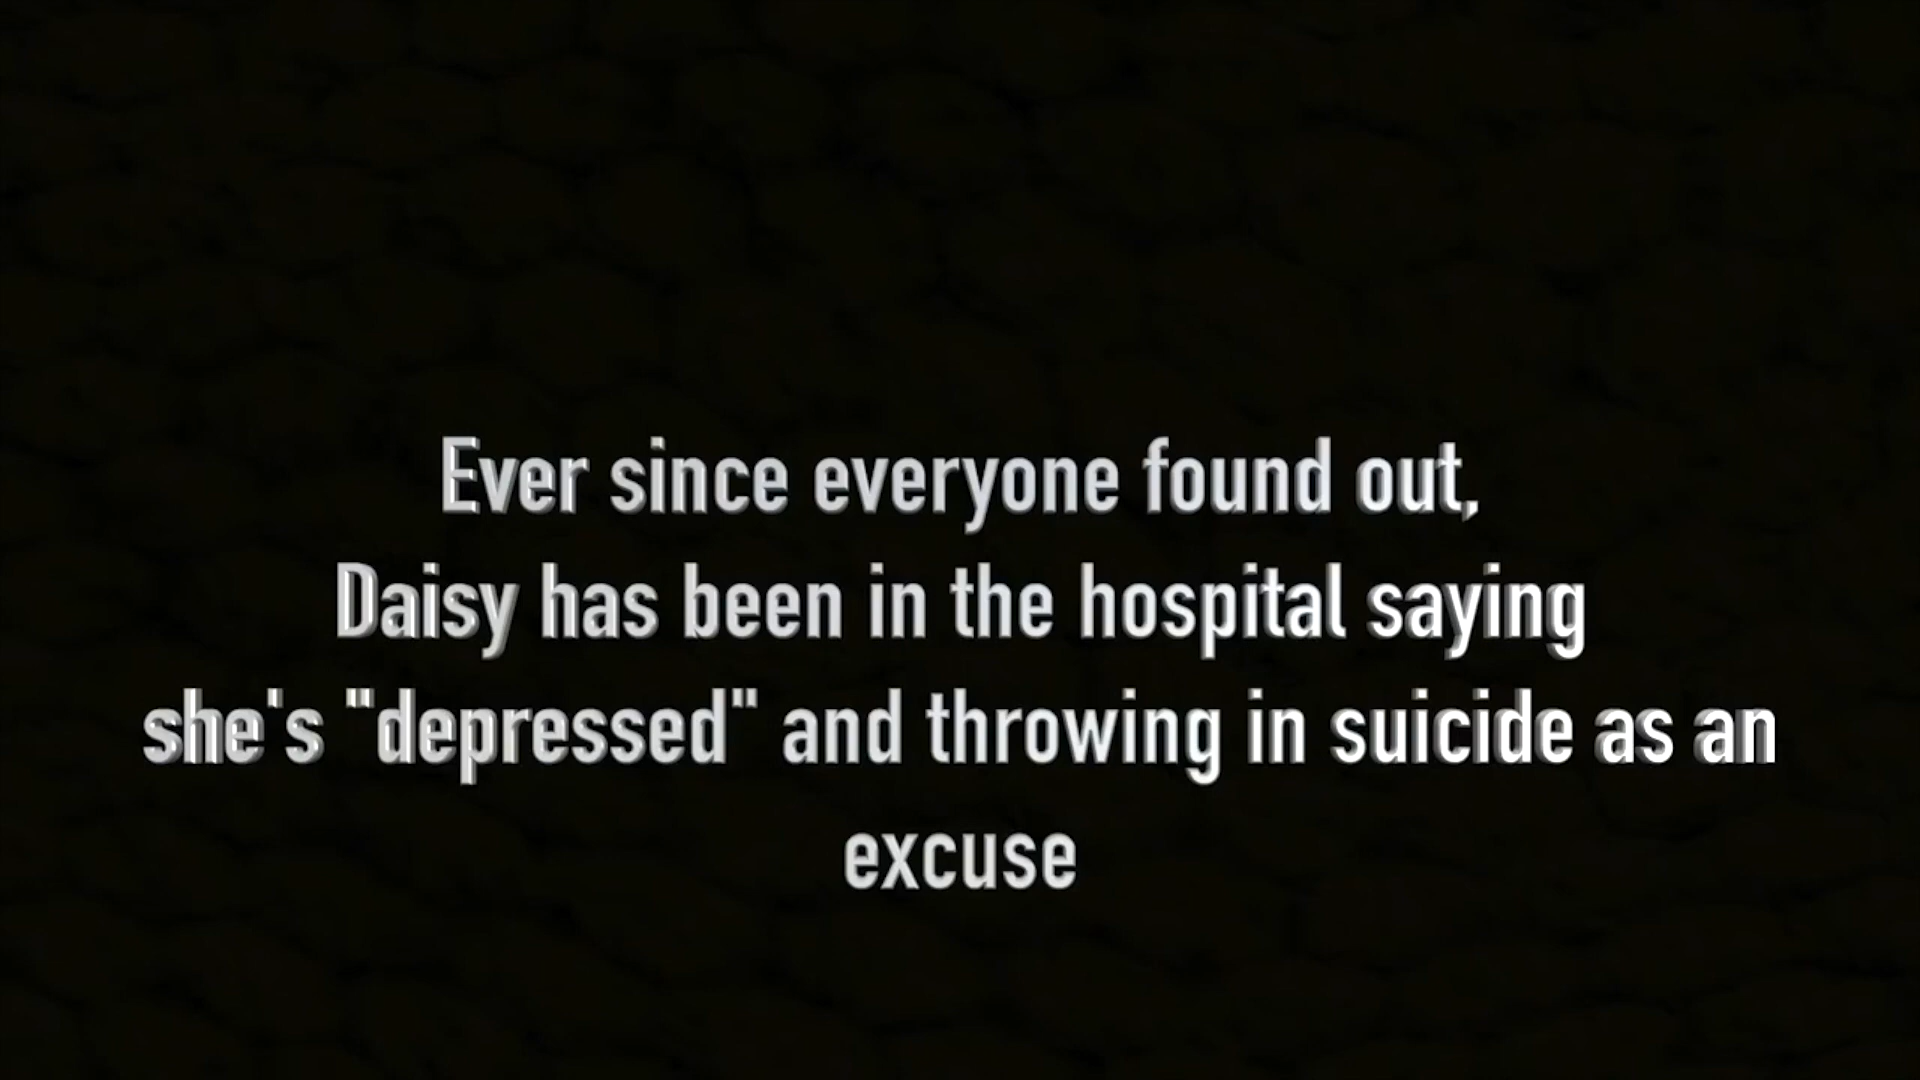 Ever since everyone found out,
Daisy has been in the hospital saying
she's "depressed" and throwing in suicide as an
excuse